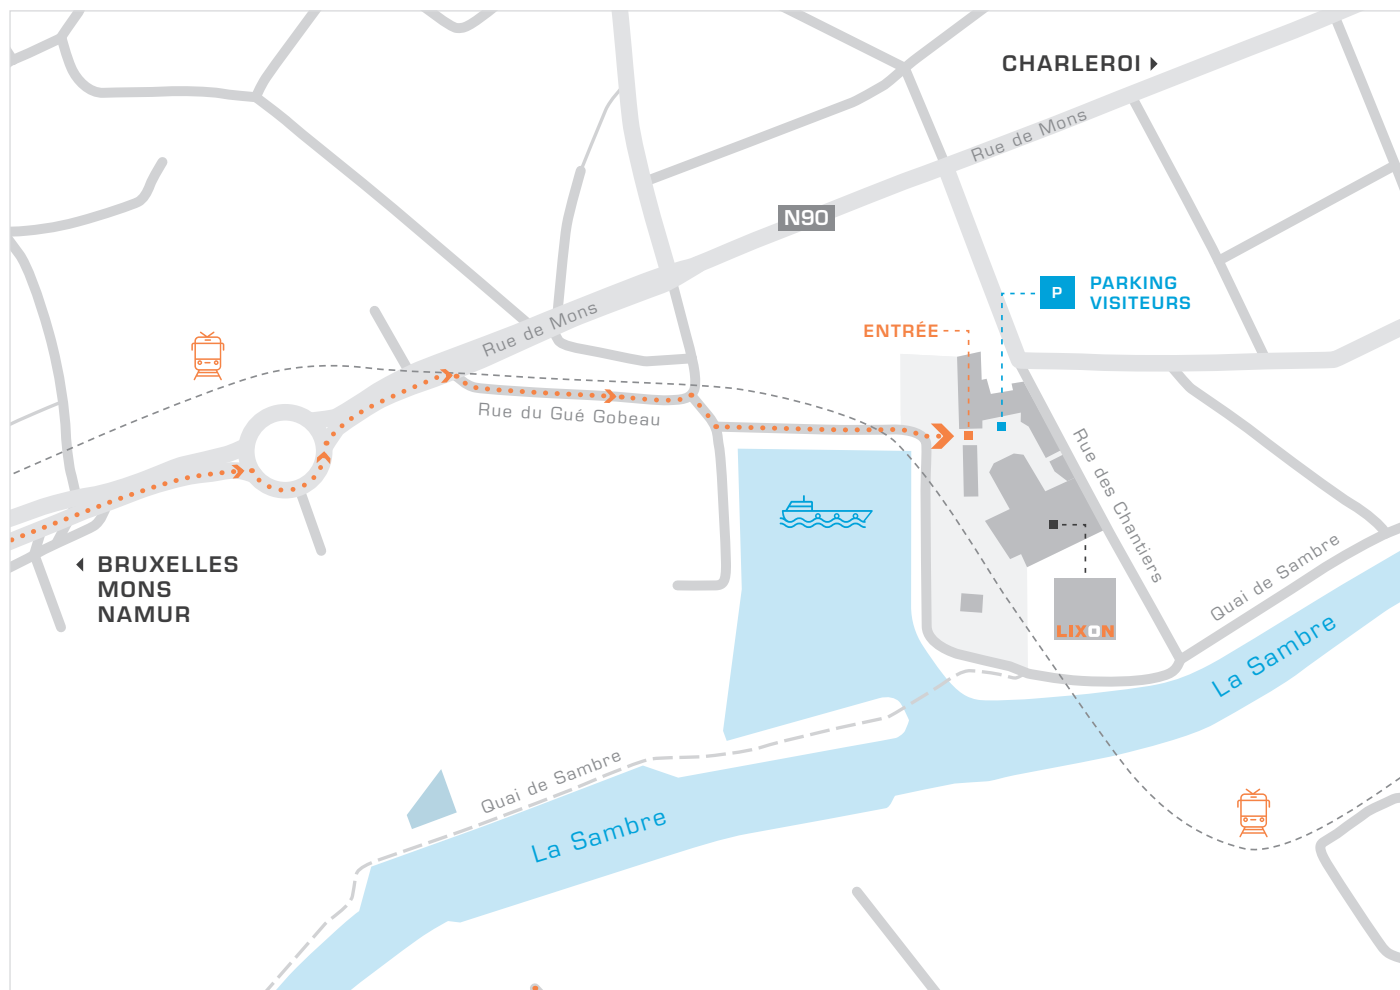 CHARLEROI
Rue de Mons
N90
P
PARKING
VISITEURS
ENTRÉE
Rue de Mons
Rue du Gué Gobeau
Rue des Chantiers
BRUXELLES
MONS
NAMUR
Quai de Sambre
LIXON
La Sambre
Quai de Sambre
La Sambre